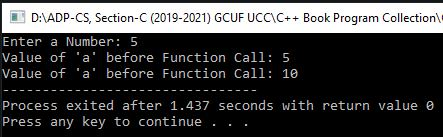 D:\ADP-CS, Section-C (2019-2021) GCUF UCC\C++ Book Program Collection\
Enter a Number: 5
Value of 'a' before Function Call: 5
Value of 'a' before Function Call: 10
--------------------------------
Process exited after 1.437 seconds with return value 0
Press any key to continue . . .